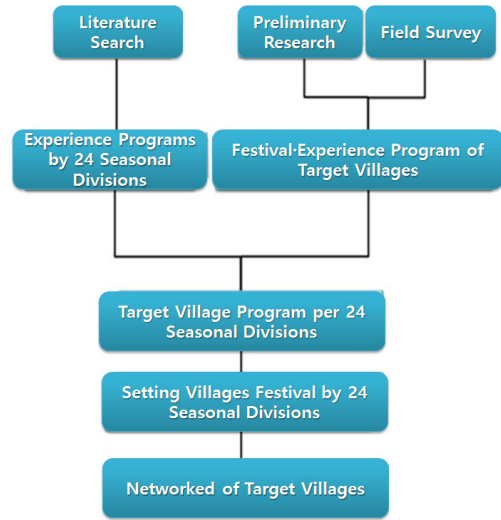 Literature
Search
Preliminary
Research
Field Survey
Experience Programs
by 24 Seasonal
Divisions
Festival·Experience Program of
Target Villages
Target Village Program per 24
Seasonal Divisions
Setting Villages Festival by 24
Seasonal Divisions
Networked of Target Villages